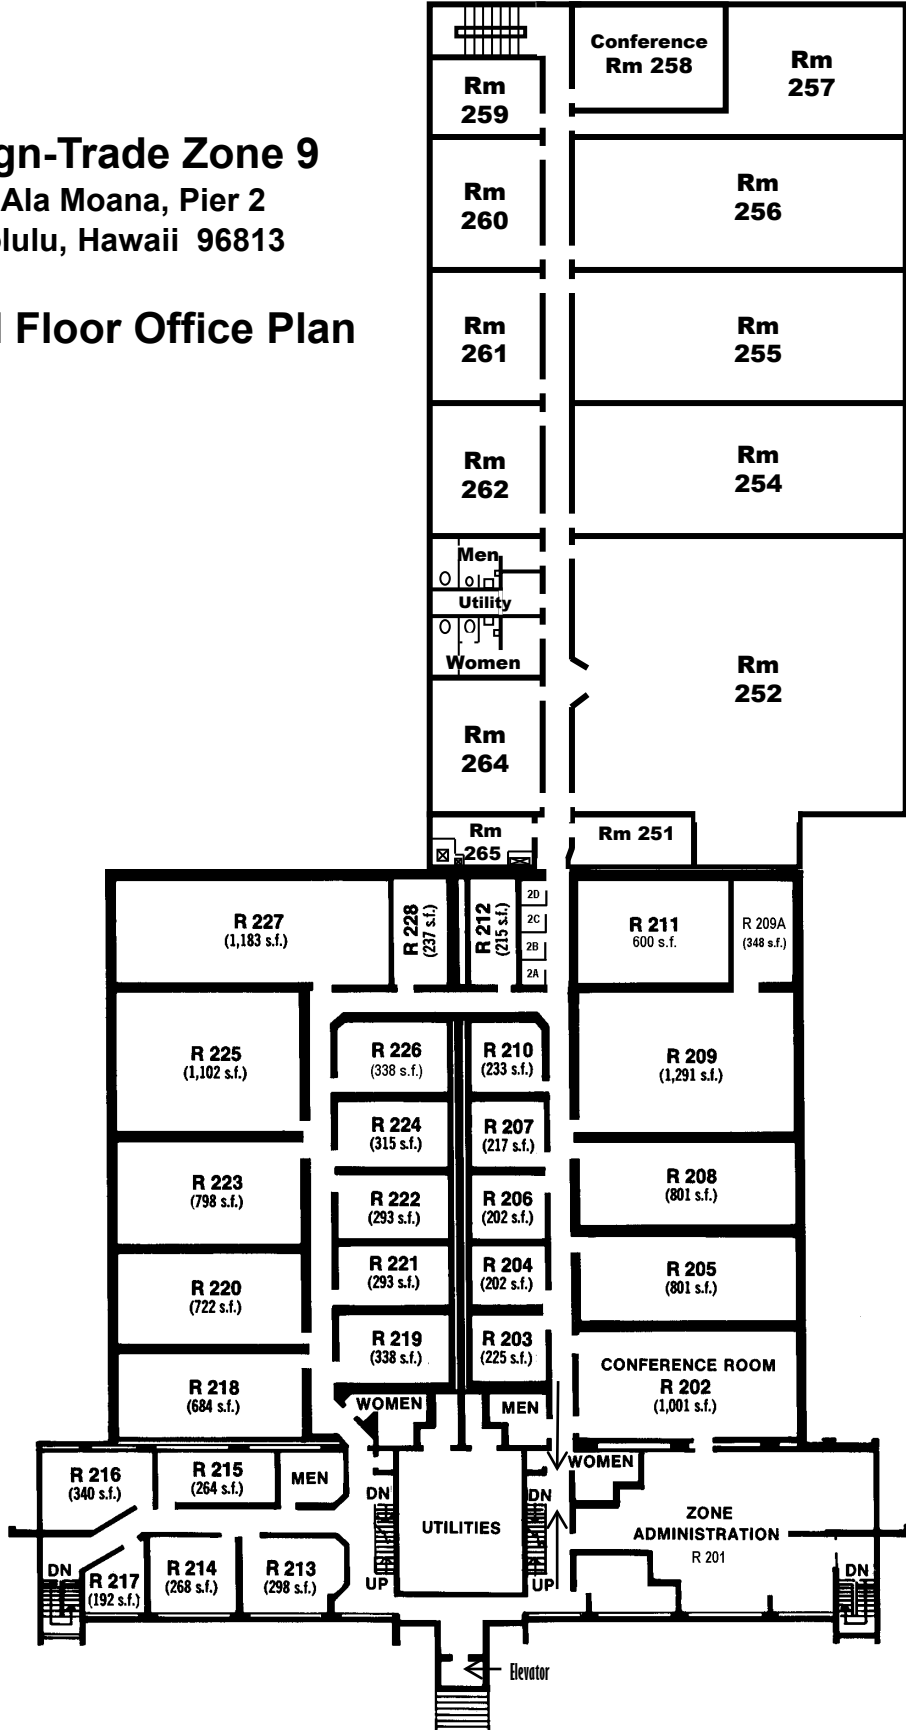 Conference
Rm 258
Rm
257
Rm
259
gn-Trade Zone 9
Ala Moana, Pier 2
lulu, Hawaii 96813
Floor Office Plan
Rm
260
Rm
256
Rm
261
Rm
255
Rm
262
Rm
254
Men
Utility
Women
Rm
252
Rm
264
Rm
265
Rm 251
R 227
(1,183 s.f.)
R 228
(237 s.f.)
R 212
(215 s.f.)
2D
2C
2B
2A
R 211
600 s.f.
R 209A
(348 s.f.)
R 225
(1,102 s.f.)
R 226
(338 s.f.)
R 210
(233 s.f.)
R 209
(1,291 s.f.)
R 224
(315 s.f.)
R 207
(217 s.f.)
R 223
(798 s.f.)
R 222
(293 s.f.)
R 206
(202 s.f.)
R 208
(801 s.f.)
R 221
(293 s.f.)
R 204
(202 s.f.)
R 205
(801 s.f.)
R 220
(722 s.f.)
R 219
(338 s.f.)
R 203
(225 s.f.)
CONFERENCE ROOM
R 202
(1,001 s.f.)
R 218
(684 s.f.)
WOMEN
MEN
R 216
(340 s.f.)
R 215
(264 s.f.)
MEN
WOMEN
DN
DN
UTILITIES
ZONE
ADMINISTRATION
R 201
DN
R 217
(192 s.f.)
R 214
(268 s.f.)
R 213
(298 s.f.)
UP
UP
DN
Elevator